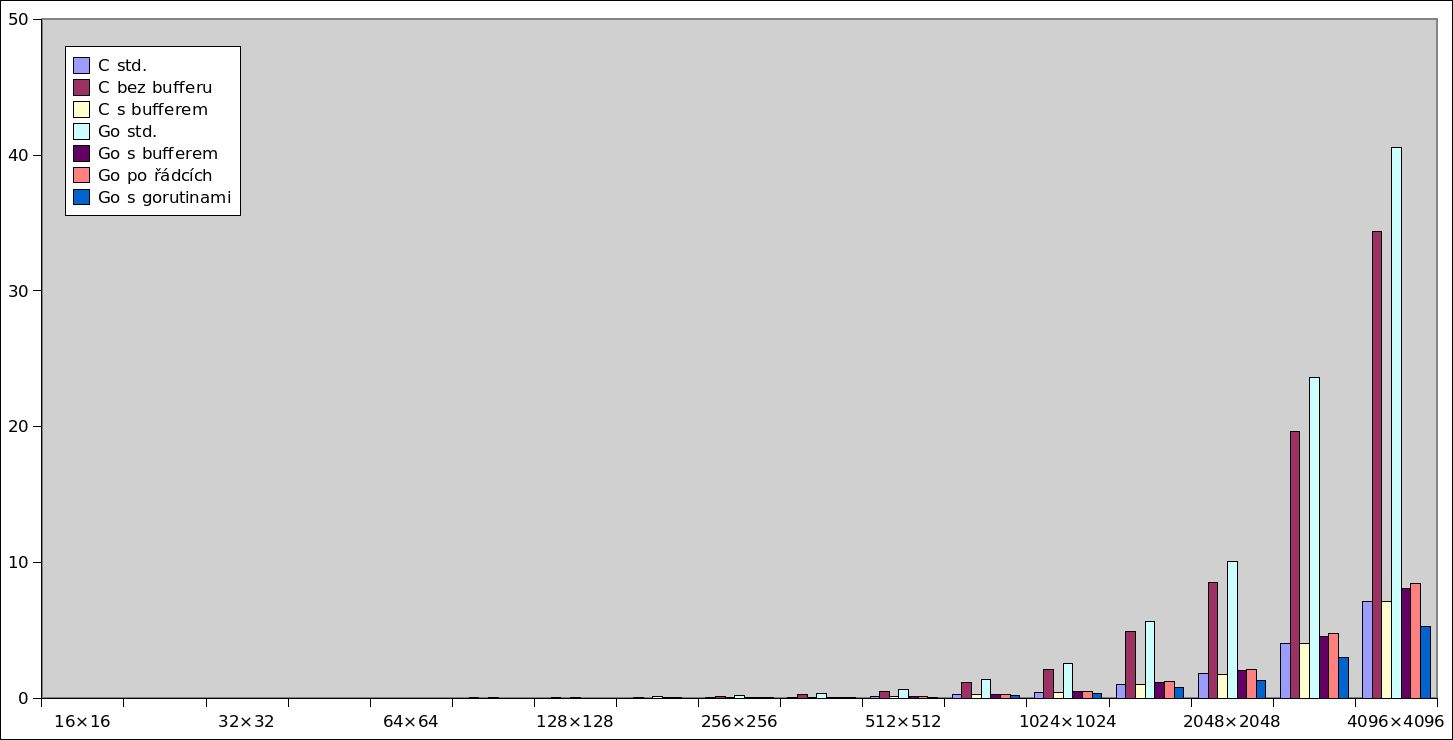 50
C std.
C bez bufferu
C s bufferem
Go std.
Go s bufferem
Go po řádcích
Go s gorutinami
40
30
20
10
0
16×16 32×32 64×64 128×128 256×256 512×512 1024×1024 2048×2048 4096×4096